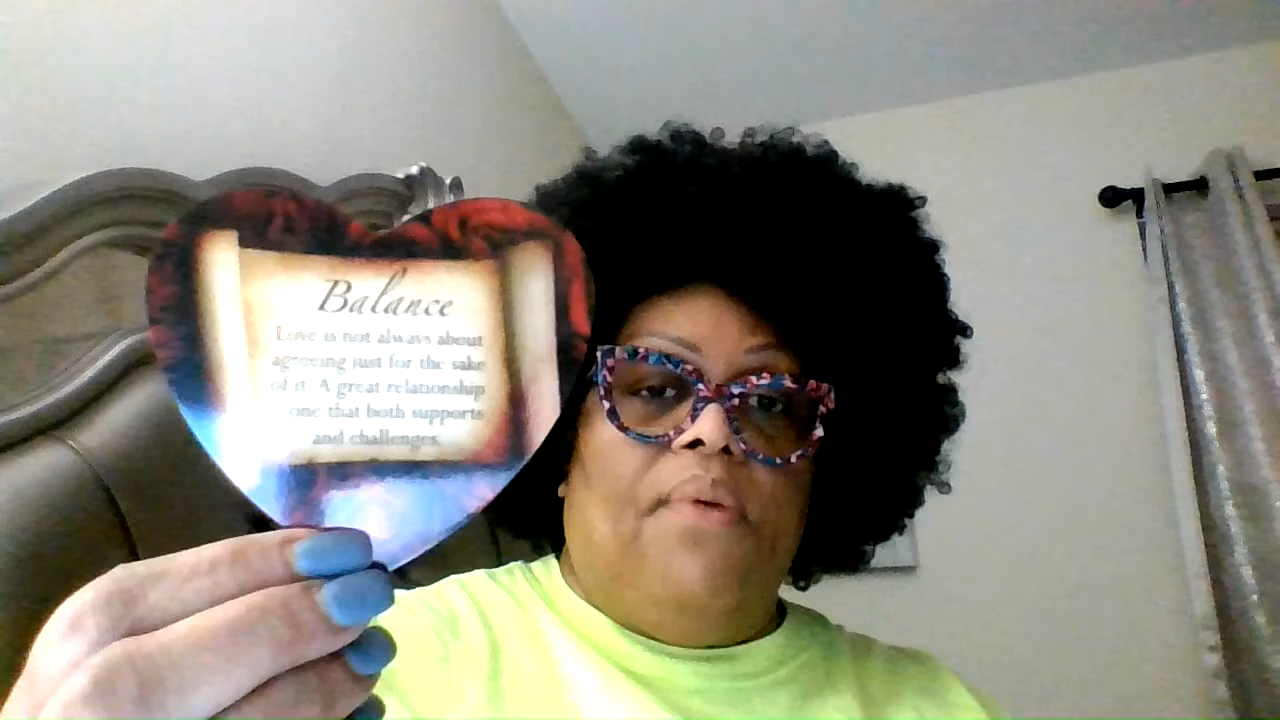 Balance
Love is not always about
agreeing just for the sake
of it. A great relationship
one that both supports
and challenges.